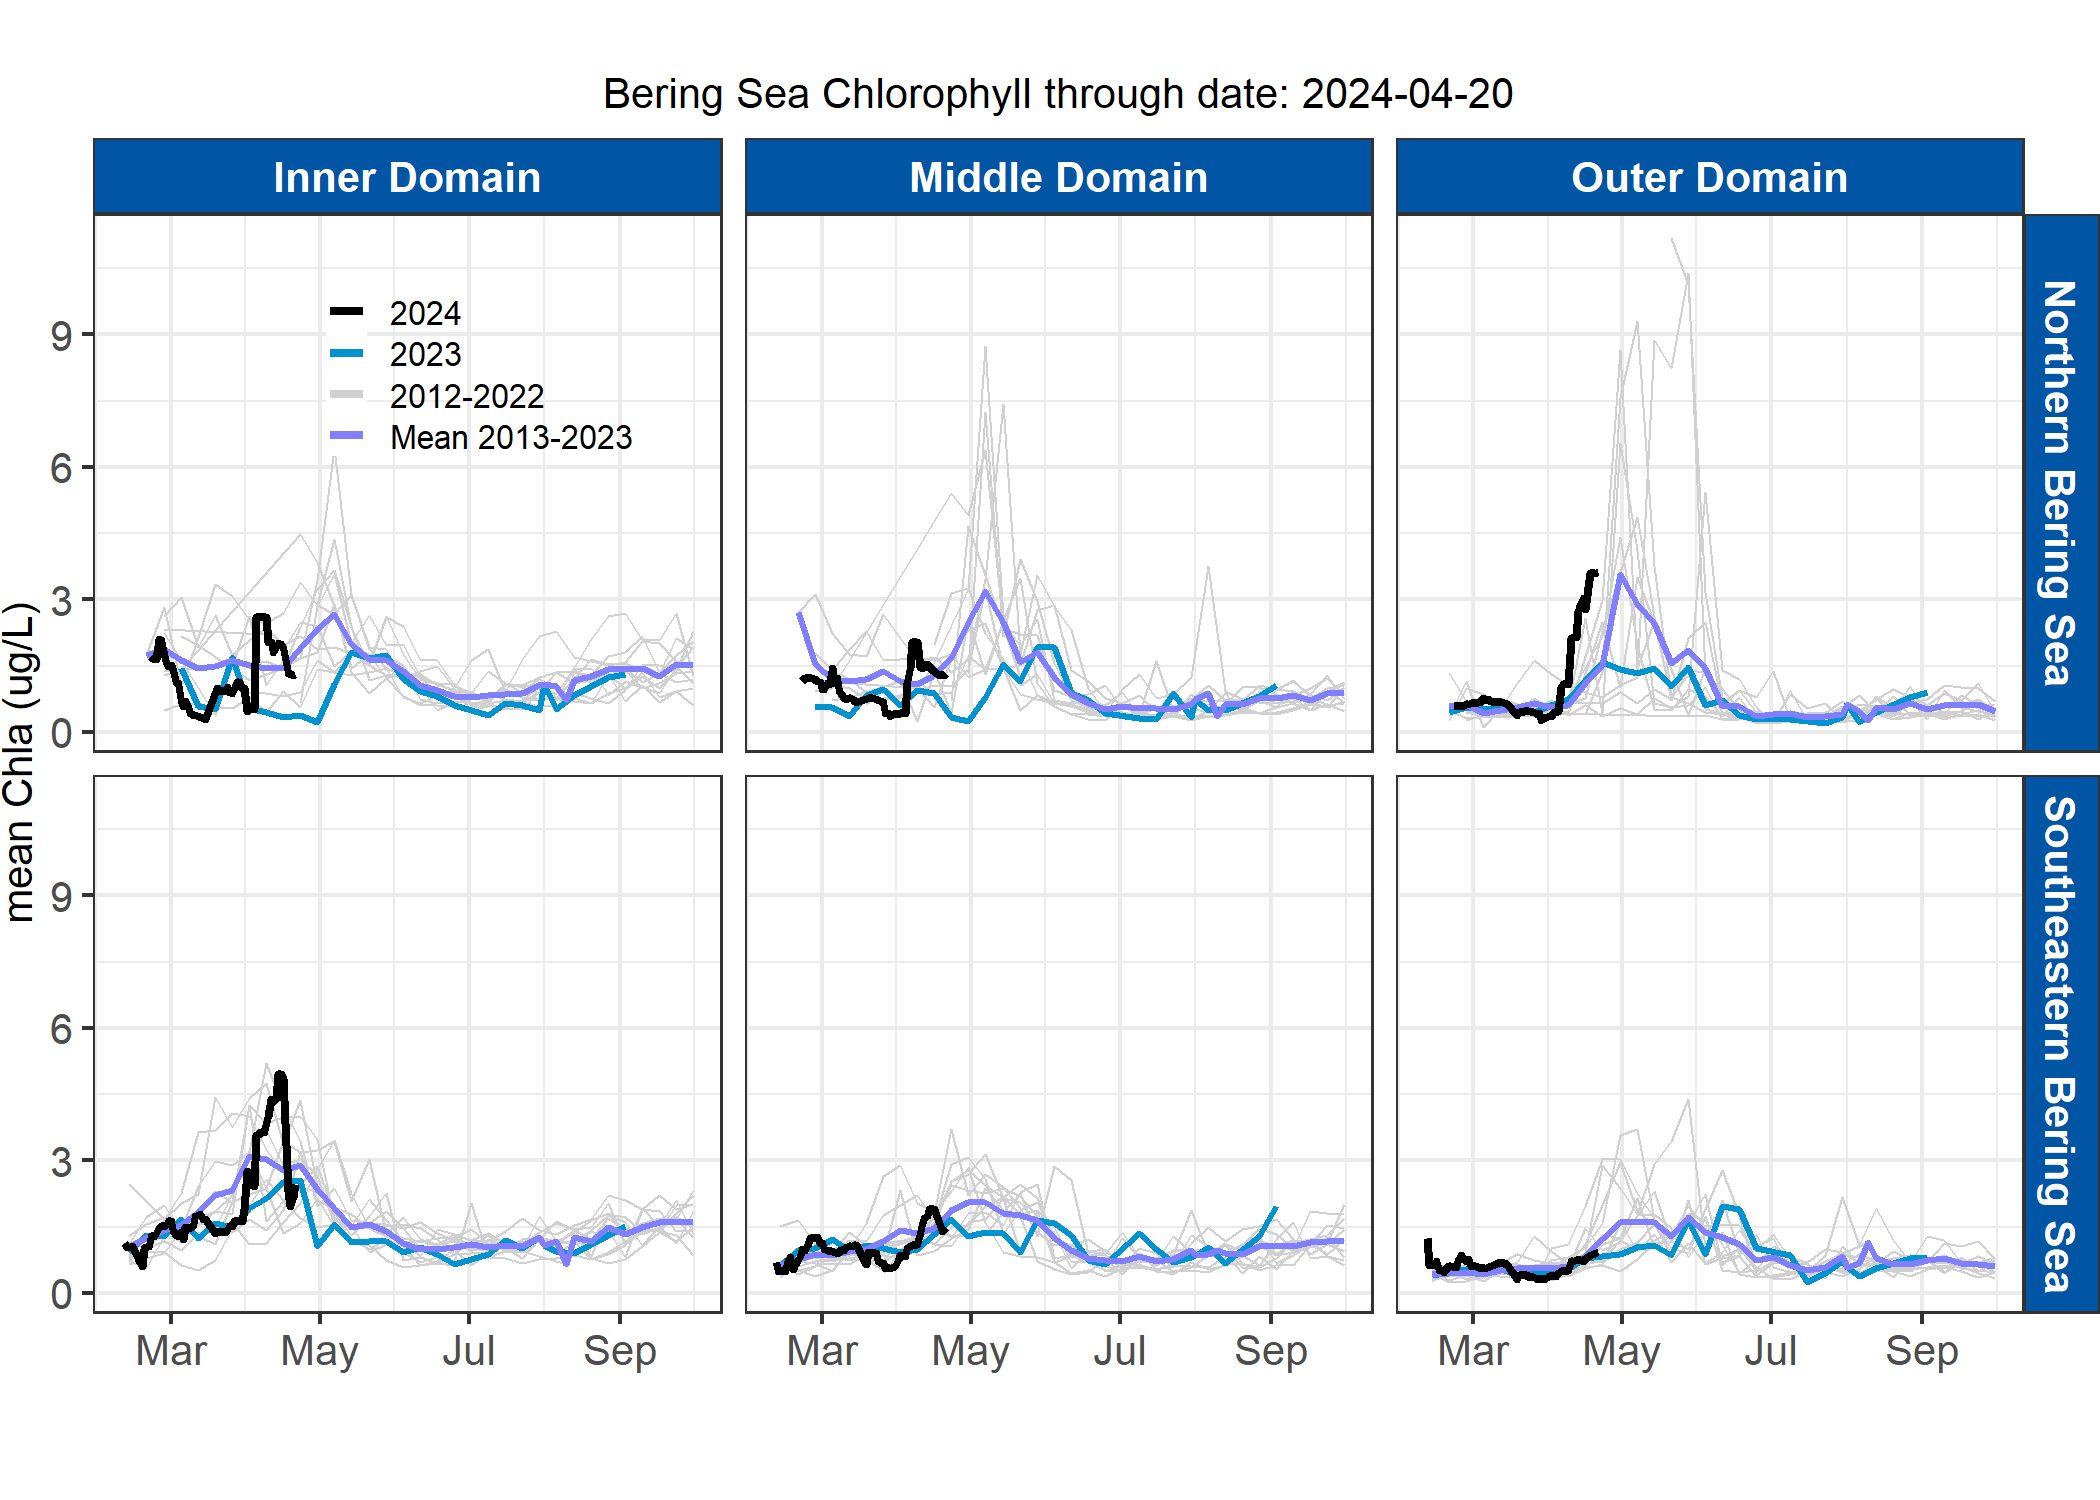 Bering Sea Chlorophyll through date: 2024-04-20
Inner Domain
Middle Domain
Outer Domain
2024
2023
2012-2022
Mean 2013-2023
9
6
3
0
Northern Bering Sea
mean Chla (ug/L)
9
6
3
0
Southeastern Bering Sea
Mar
May
Jul
Sep
Mar
May
Jul
Sep
Mar
May
Jul
Sep